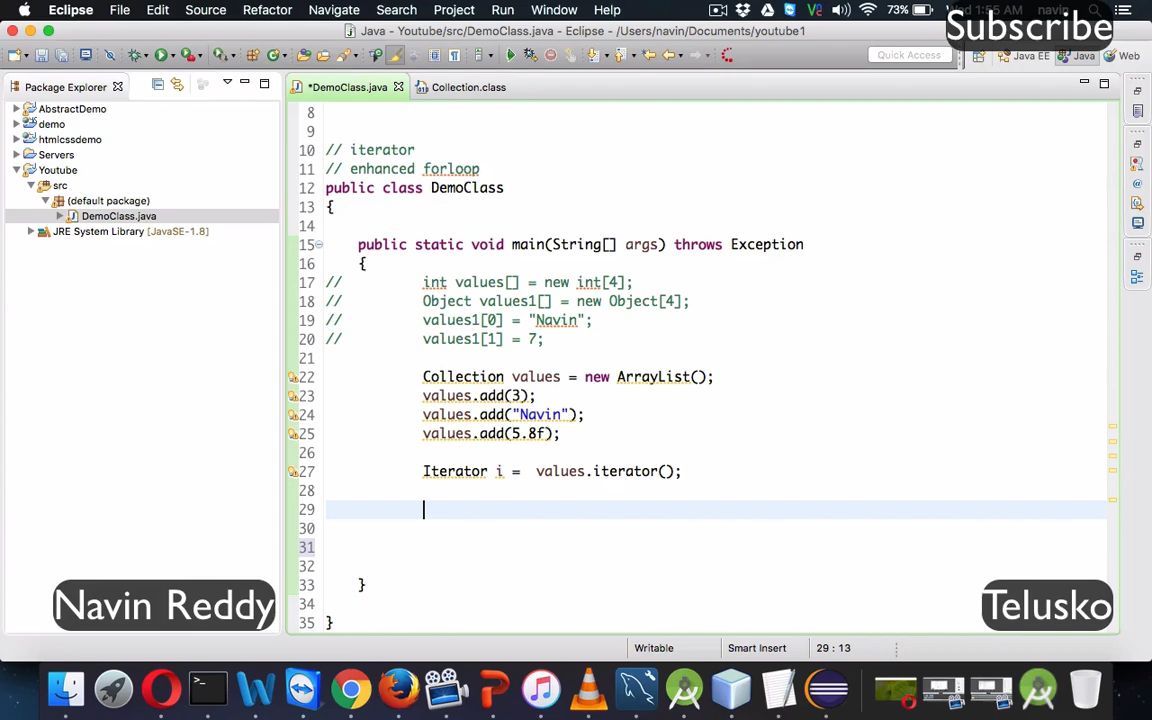 Eclipse File Edit Source Refactor Navigate Search Project Run Window Help 73% navin
Subscribe
Java - Youtube/src/DemoClass.java - Eclipse - /Users/navin/Documents/youtube1
Quick Access Java EE Java Web
Package Explorer
*DemoClass.java Collection.class
AbstractDemo
demo
htmlcssdemo
Servers
Youtube
src
(default package)
DemoClass.java
JRE System Library [JavaSE-1.8]
8
9
10 // iterator
11 // enhanced forloop
12 public class DemoClass
13 {
14
15 public static void main(String[] args) throws Exception
16 {
17 // int values[] = new int[4];
18 // Object values1[] = new Object[4];
19 // values1[0] = "Navin";
20 // values1[1] = 7;
21
22 Collection values = new ArrayList();
23 values.add(3);
24 values.add("Navin");
25 values.add(5.8f);
26
27 Iterator i =  values.iterator();
28
29
30
31
32
33 }
34
35 }
Navin Reddy
Telusko
Writable Smart Insert 29 : 13